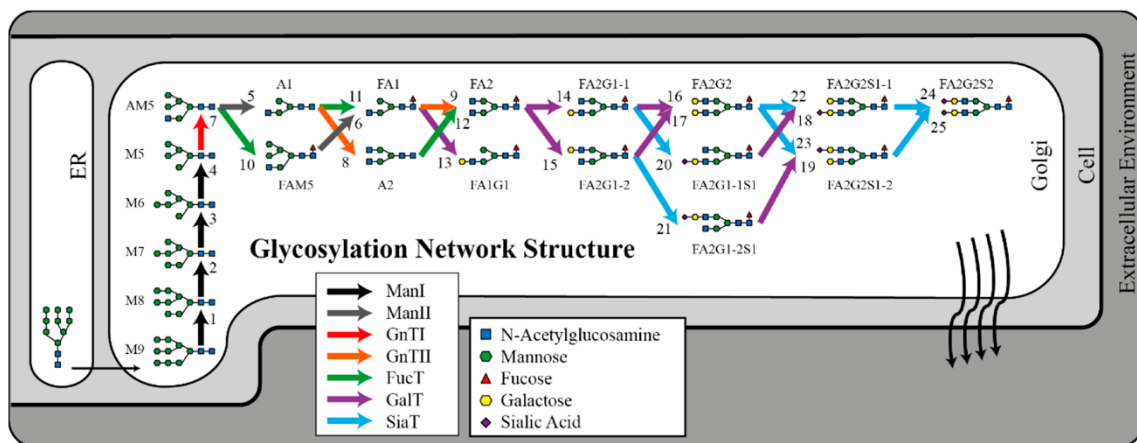 ER
AM5
M5
M6
M7
M8
M9
7
4
3
2
1
A1
FA1
FA2
FA2G1-1
FA2G2
FA2G2S1-1
FA2G2S2
5
11
6
9
12
14
16
17
22
18
24
25
10
8
13
15
20
23
19
21
FAM5
A2
FA1G1
FA2G1-2
FA2G1-1S1
FA2G2S1-2
FA2G1-2S1
Glycosylation Network Structure
ManI
ManII
GnTI
GnTII
FucT
GalT
SiaT
N-Acetylglucosamine
Mannose
Fucose
Galactose
Sialic Acid
Golgi
Cell
Extracellular Environment